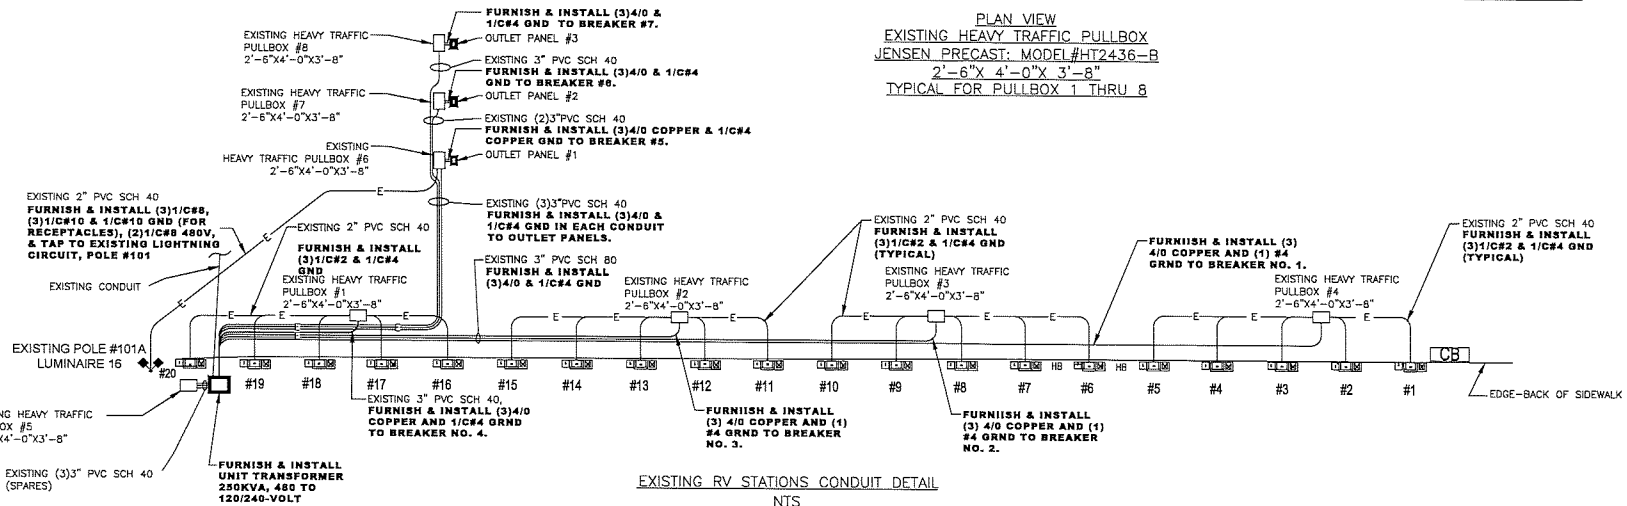 FURNISH & INSTALL (3)4/0 &
1/C#4 GND TO BREAKER #7.
OUTLET PANEL #3
EXISTING HEAVY TRAFFIC
PULLBOX #8
2'-6"X4'-0"X3'-8"
EXISTING 3" PVC SCH 40
FURNISH & INSTALL (3)4/0 & 1/C#4
GND TO BREAKER #6.
OUTLET PANEL #2
EXISTING HEAVY TRAFFIC
PULLBOX #7
2'-6"X4'-0"X3'-8"
EXISTING (2)3"PVC SCH 40
FURNISH & INSTALL (3)4/0 COPPER & 1/C#4
COPPER GND TO BREAKER #5.
OUTLET PANEL #1
EXISTING
HEAVY TRAFFIC PULLBOX #6
2'-6"X4'-0"X3'-8"
PLAN VIEW
EXISTING HEAVY TRAFFIC PULLBOX
JENSEN PRECAST: MODEL#HT2436-B
2'-6"X 4'-0"X 3'-8"
TYPICAL FOR PULLBOX 1 THRU 8
EXISTING 2" PVC SCH 40
FURNISH & INSTALL (3)1/C#8,
(3)1/C#10 & 1/C#10 GND (FOR
RECEPTACLES), (2)1/C#8 480V,
& TAP TO EXISTING LIGHTNING
CIRCUIT, POLE #101
EXISTING CONDUIT
EXISTING 2" PVC SCH 40
FURNISH & INSTALL
(3)1/C#2 & 1/C#4
GND
EXISTING HEAVY TRAFFIC
PULLBOX #1
2'-6"X4'-0"X3'-8"
EXISTING (3)3"PVC SCH 40
FURNISH & INSTALL (3)4/0 &
1/C#4 GND IN EACH CONDUIT
TO OUTLET PANELS.
EXISTING 3" PVC SCH 80
FURNISH & INSTALL
(3)4/0 & 1/C#4 GND
EXISTING HEAVY TRAFFIC
PULLBOX #2
2'-6"X4'-0"X3'-8"
EXISTING 2" PVC SCH 40
FURNIISH & INSTALL
(3)1/C#2 & 1/C#4 GND
(TYPICAL)
EXISTING HEAVY TRAFFIC
PULLBOX #3
2'-6"X4'-0"X3'-8"
FURNIISH & INSTALL (3)
4/0 COPPER AND (1) #4
GRND TO BREAKER NO. 1.
EXISTING HEAVY TRAFFIC
PULLBOX #4
2'-6"X4'-0"X3'-8"
EXISTING 2" PVC SCH 40
FURNIISH & INSTALL
(3)1/C#2 & 1/C#4 GND
(TYPICAL)
E E E E E E E E E E E E E
EXISTING POLE #101A
LUMINAIRE 16
HB HB
CB
#20 #19 #18 #17 #16 #15 #14 #13 #12 #11 #10 #9 #8 #7 #6 #5 #4 #3 #2 #1
EDGE-BACK OF SIDEWALK
NG HEAVY TRAFFIC
OX #5
X4'-0"X3'-8"
EXISTING (3)3" PVC SCH 40
(SPARES)
FURNISH & INSTALL
UNIT TRANSFORMER
250KVA, 480 TO
120/240-VOLT
EXISTING 3" PVC SCH 40,
FURNIISH & INSTALL (3)4/0
COPPER AND 1/C#4 GRND
TO BREAKER NO. 4.
FURNIISH & INSTALL
(3) 4/0 COPPER AND (1)
#4 GRND TO BREAKER
NO. 3.
FURNIISH & INSTALL
(3) 4/0 COPPER AND (1)
#4 GRND TO BREAKER
NO. 2.
EXISTING RV STATIONS CONDUIT DETAIL
NTS